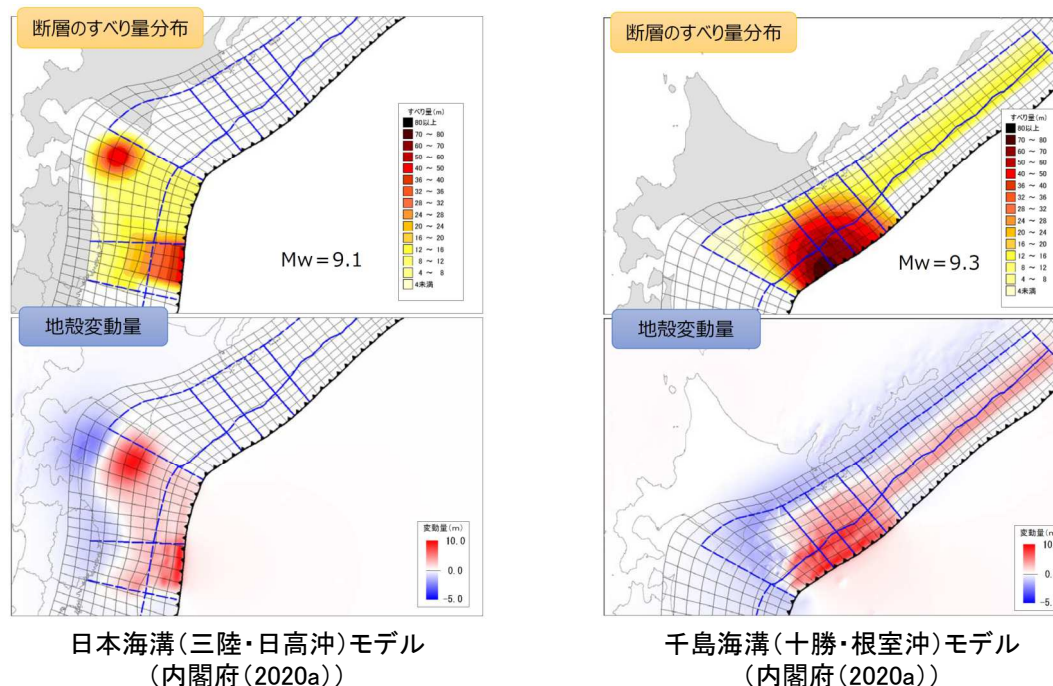 断層のすべり量分布
すべり量(m)
80以上
70 ~ 80
60 ~ 70
50 ~ 60
40 ~ 50
36 ~ 40
32 ~ 36
28 ~ 32
24 ~ 28
20 ~ 24
16 ~ 20
12 ~ 16
8 ~ 12
4 ~ 8
4未満
Mw=9.1
地殻変動量
変動量(m)
10.0
0.0
-5.0
日本海溝(三陸・日高沖)モデル
(内閣府(2020a))
断層のすべり量分布
すべり量(m)
80以上
70 ~ 80
60 ~ 70
50 ~ 60
40 ~ 50
36 ~ 40
32 ~ 36
28 ~ 32
24 ~ 28
20 ~ 24
16 ~ 20
12 ~ 16
8 ~ 12
4 ~ 8
4未満
Mw=9.3
地殻変動量
変動量(m
10.
0.
-5.
千島海溝(十勝・根室沖)モデル
(内閣府(2020a))